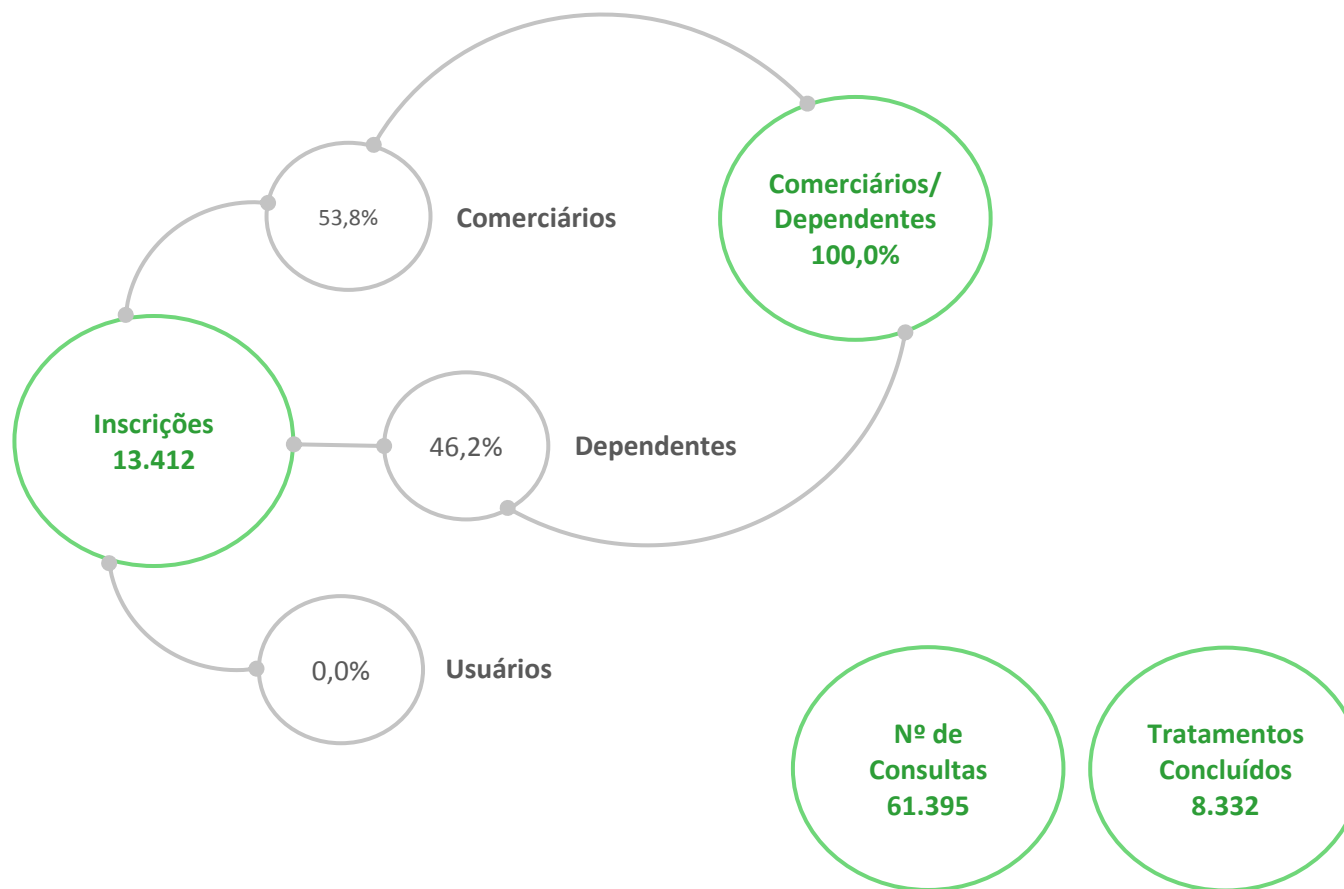 Comerciários/
Dependentes
100,0%
53,8%
Comerciários
Inscrições
13.412
46,2%
Dependentes
0,0%
Usuários
Nº de
Consultas
61.395
Tratamentos
Concluídos
8.332